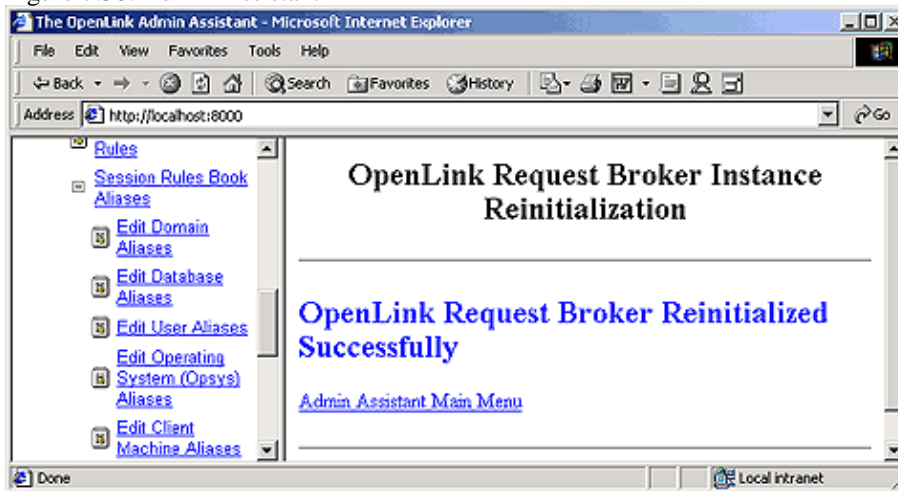 The OpenLink Admin Assistant - Microsoft Internet Explorer
File Edit View Favorites Tools Help
Back Search Favorites History
Address http://localhost:8000 Go
Rules
Session Rules Book
Aliases
Edit Domain
Aliases
Edit Database
Aliases
Edit User Aliases
Edit Operating
System (Opsys)
Aliases
Edit Client
Machine Aliases
OpenLink Request Broker Instance
Reinitialization
OpenLink Request Broker Reinitialized
Successfully
Admin Assistant Main Menu
Done Local intranet